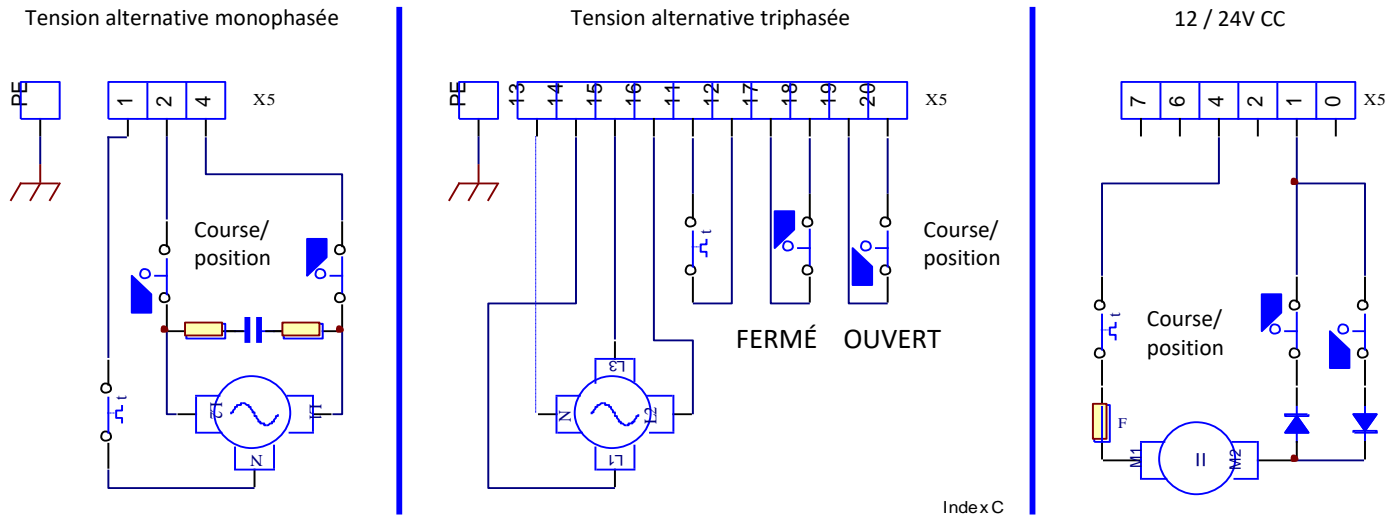 Tension alternative monophasée
PE
1 2 4
X5
Course/
position
t
L2
L1
N
Tension alternative triphasée
PE
13 14 15 16 11 12 17 18 19 20
X5
t
Course/
position
FERMÉ OUVERT
L3
N
L2
L1
Index C
12 / 24V CC
7 6 4 2 1 0
X5
t
Course/
position
F
M1
M2